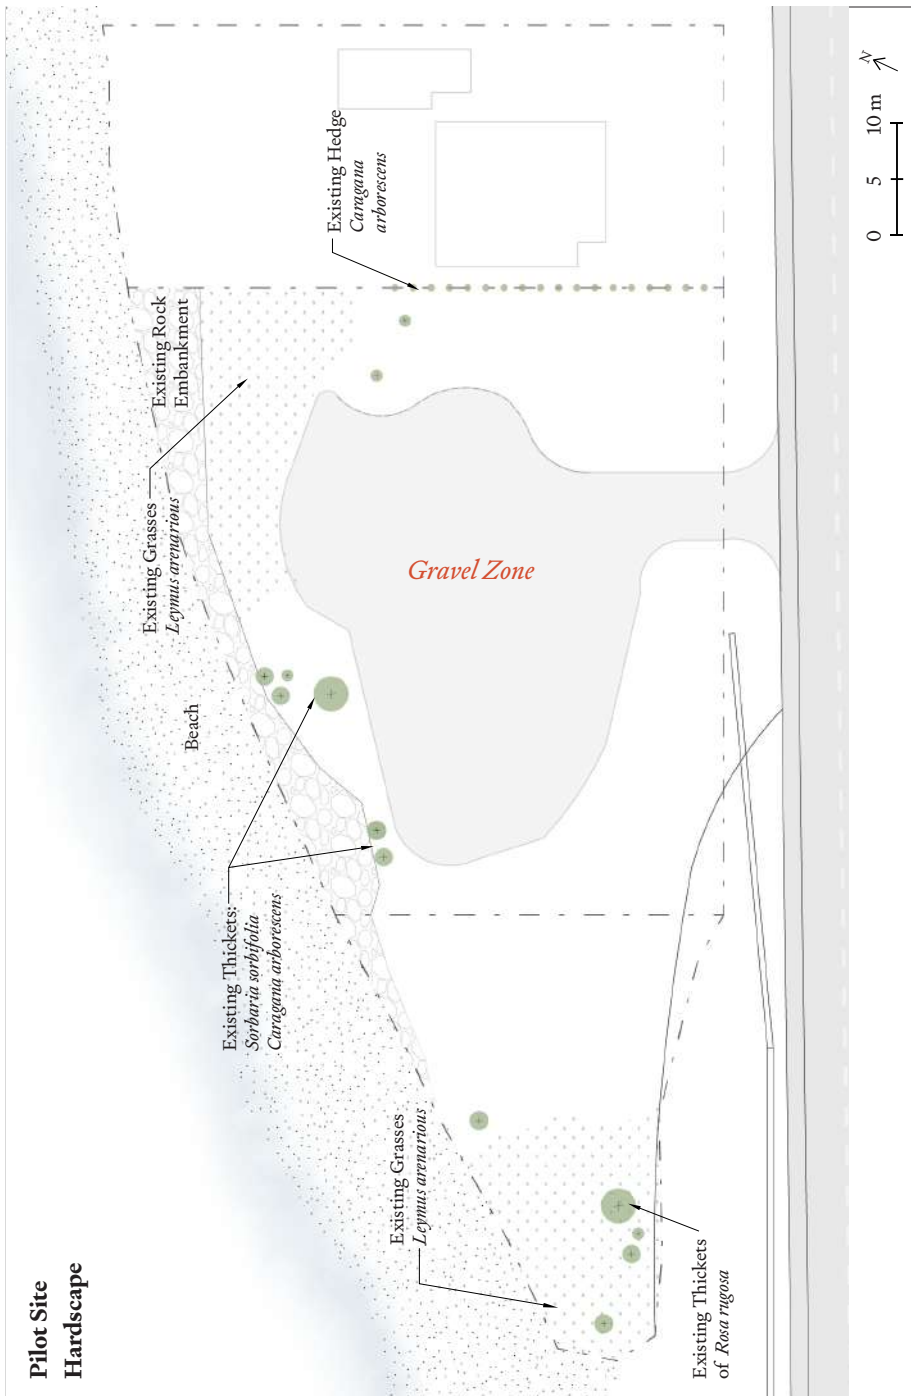 Pilot Site
Hardscape
Existing Grasses
Leymus arenarious
Existing Rock
Embankment
Existing Hedge
Caragana
arborescens
Beach
Gravel Zone
Existing Thickets:
Sorbaria sorbifolia
Caragana arborescens
Existing Grasses
Leymus arenarious
Existing Thickets
of Rosa rugosa
N
0 5 10 m